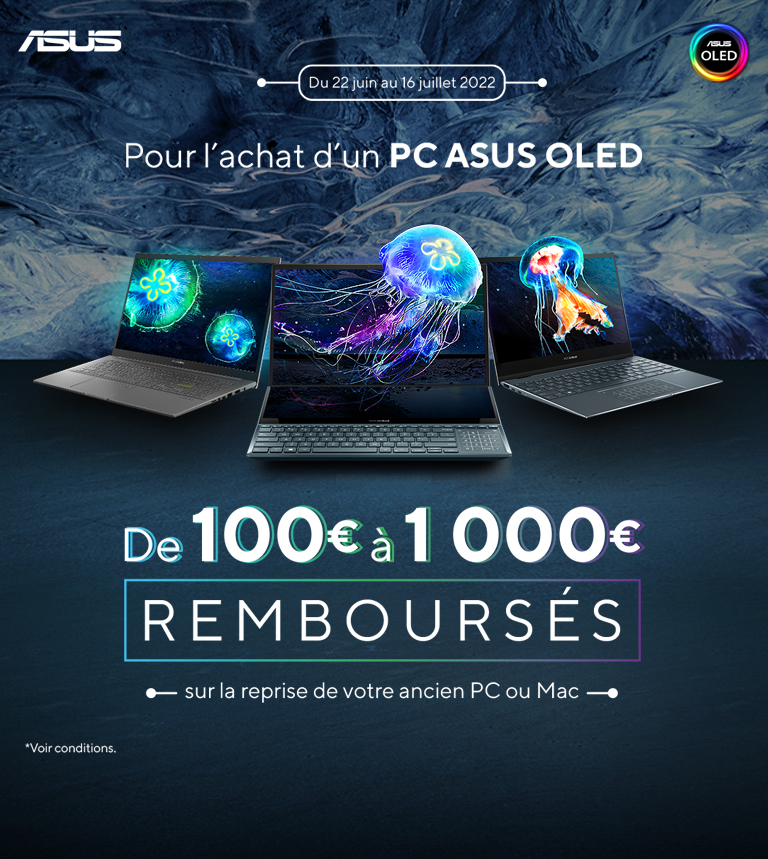 ASUS
ASUS
OLED
Du 22 juin au 16 juillet 2022
Pour l'achat d'un PC ASUS OLED
De 100€ à 1 000€
REMBOURSÉS
sur la reprise de votre ancien PC ou Mac
*Voir conditions.